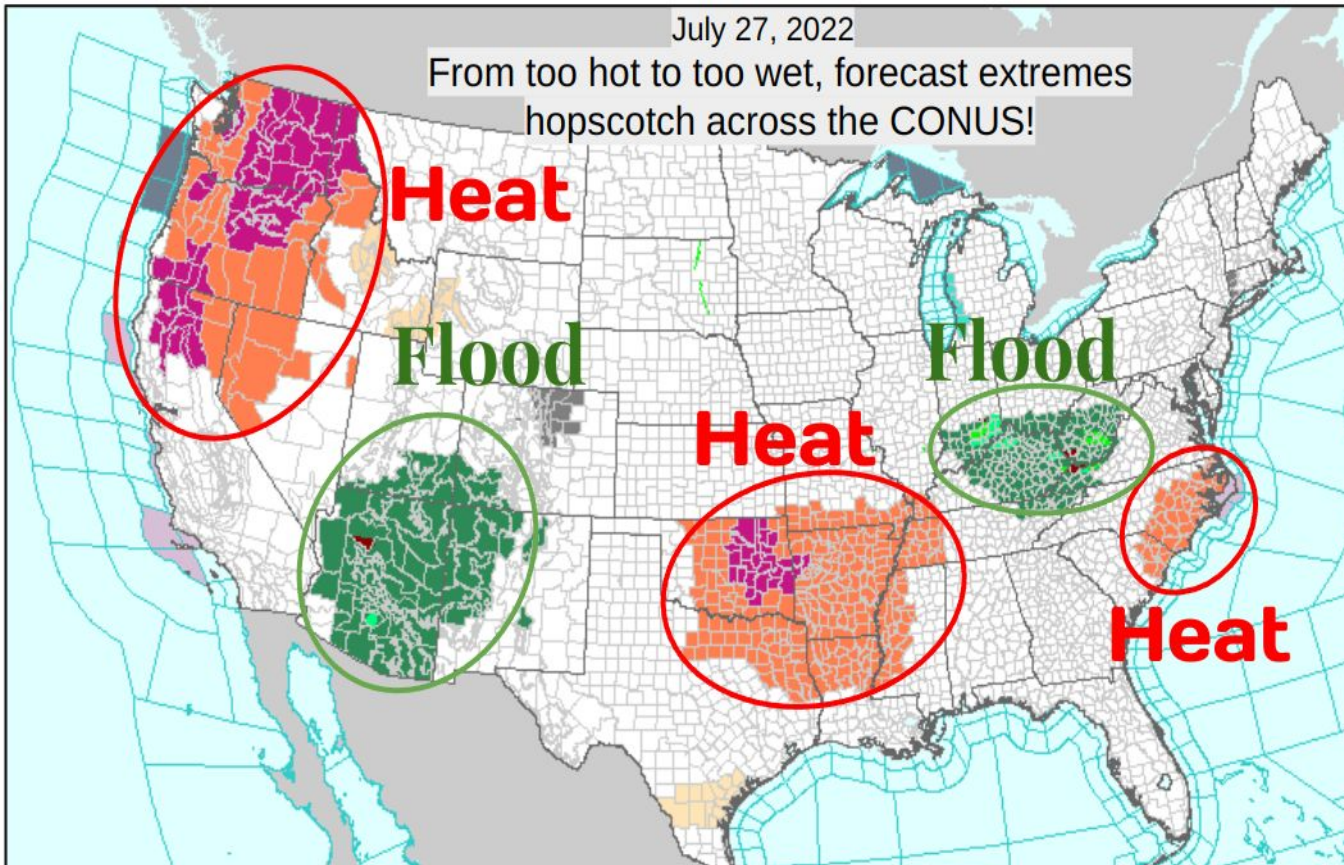 July 27, 2022
From too hot to too wet, forecast extremes
hopscotch across the CONUS!
Heat
Flood
Flood
Heat
Heat